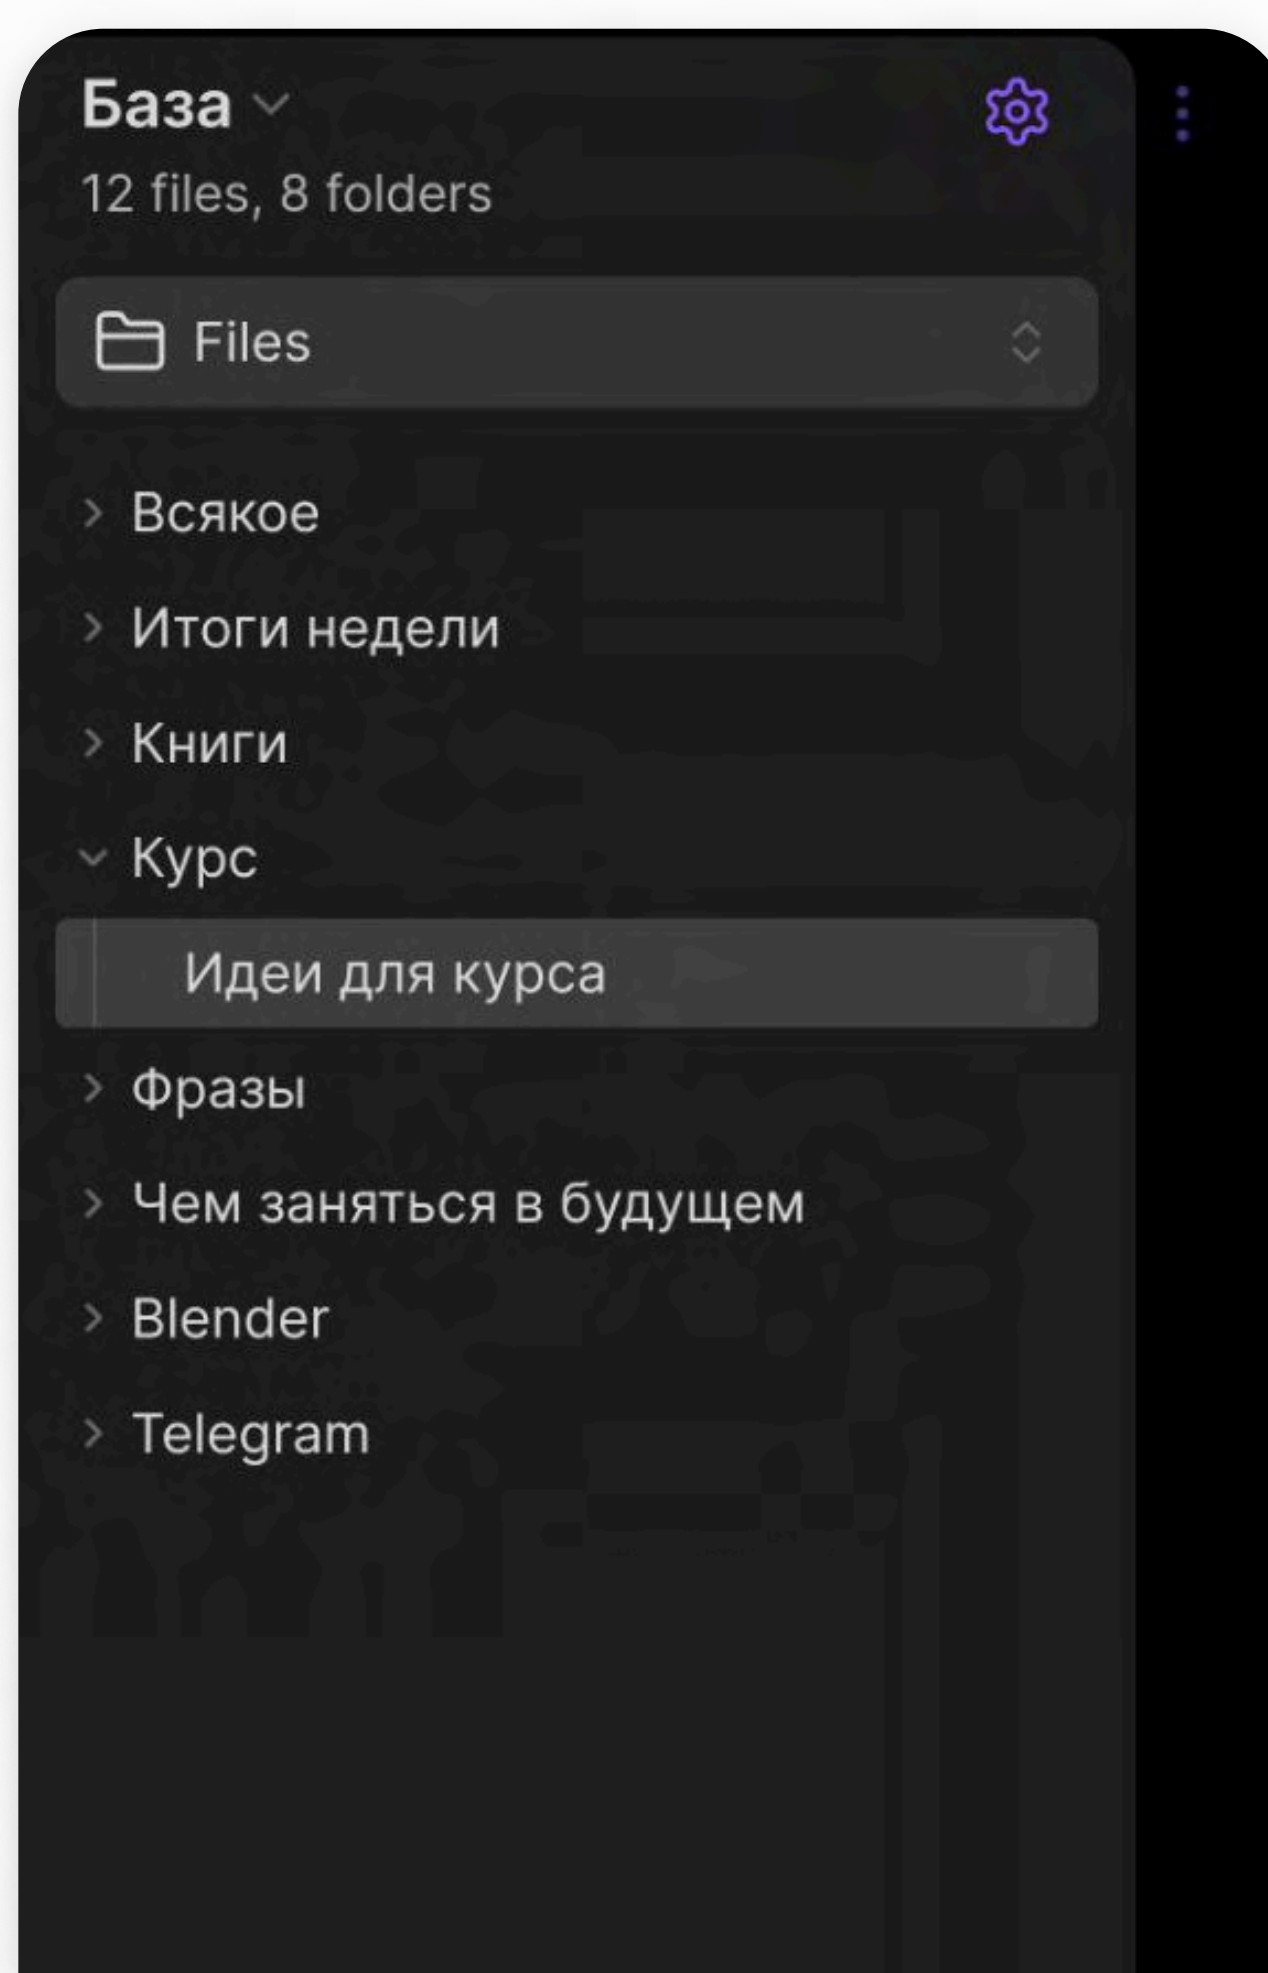 База
12 files, 8 folders
Files
Всякое
Итоги недели
Книги
Курс
Идеи для курса
Фразы
Чем заняться в будущем
Blender
Telegram